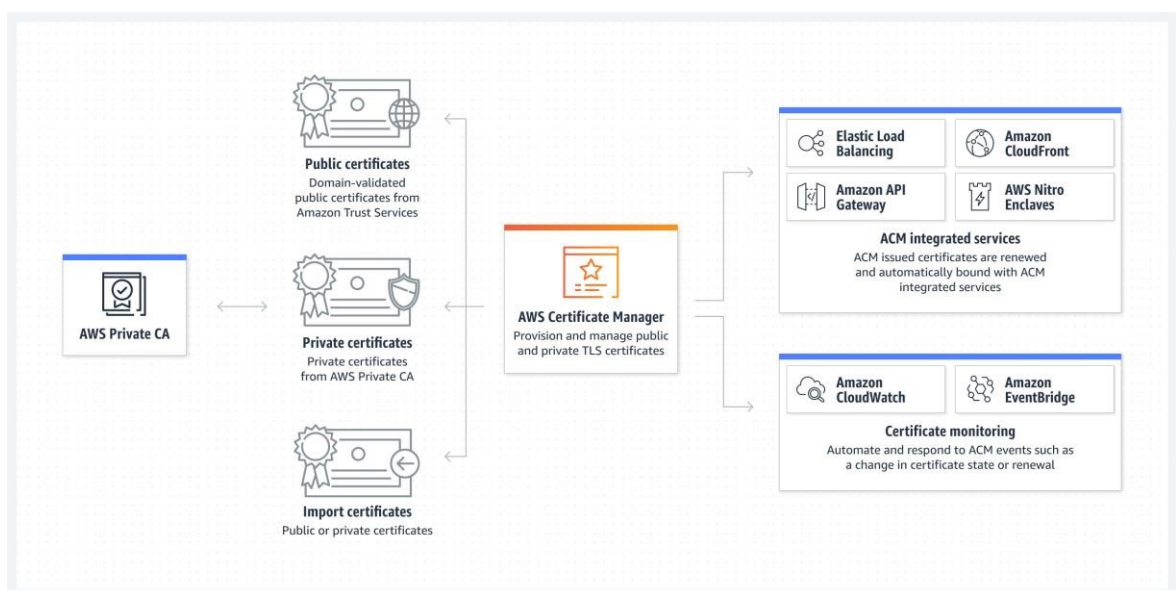 Public certificates
Domain-validated
public certificates from
Amazon Trust Services
AWS Private CA
Private certificates
Private certificates
from AWS Private CA
Import certificates
Public or private certificates
AWS Certificate Manager
Provision and manage public
and private TLS certificates
Elastic Load
Balancing
Amazon
CloudFront
Amazon API
Gateway
AWS Nitro
Enclaves
ACM integrated services
ACM issued certificates are renewed
and automatically bound with ACM
integrated services
Amazon
CloudWatch
Amazon
EventBridge
Certificate monitoring
Automate and respond to ACM events such as
a change in certificate state or renewal